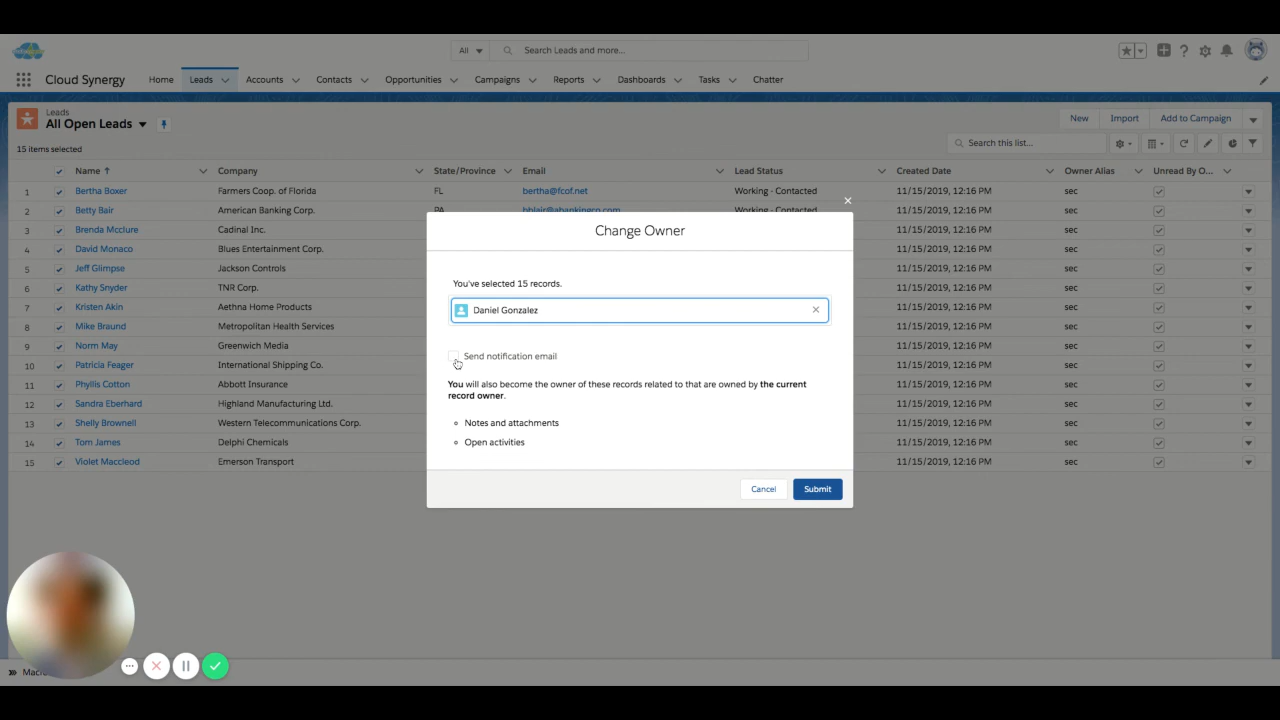 All
Search Leads and more...
Cloud Synergy
Home
Leads
Accounts
Contacts
Opportunities
Campaigns
Reports
Dashboards
Tasks
Chatter
Leads
All Open Leads
New
Import
Add to Campaign
15 items selected
Search this list...
Name Company State/Province Email Lead Status Created Date Owner Alias Unread By O...
1 Bertha Boxer Farmers Coop. of Florida FL bertha@fcof.net Working - Contacted 11/15/2019, 12:16 PM sec
2 Betty Bair American Banking Corp. PA bblair@abankingco.com Working - Contacted 11/15/2019, 12:16 PM sec
3 Brenda Mcclure Cadinal Inc. 11/15/2019, 12:16 PM sec
4 David Monaco Blues Entertainment Corp. 11/15/2019, 12:16 PM sec
5 Jeff Glimpse Jackson Controls 11/15/2019, 12:16 PM sec
6 Kathy Snyder TNR Corp. 11/15/2019, 12:16 PM sec
7 Kristen Akin Aethna Home Products 11/15/2019, 12:16 PM sec
8 Mike Braund Metropolitan Health Services 11/15/2019, 12:16 PM sec
9 Norm May Greenwich Media 11/15/2019, 12:16 PM sec
10 Patricia Feager International Shipping Co. 11/15/2019, 12:16 PM sec
11 Phyllis Cotton Abbott Insurance 11/15/2019, 12:16 PM sec
12 Sandra Eberhard Highland Manufacturing Ltd. 11/15/2019, 12:16 PM sec
13 Shelly Brownell Western Telecommunications Corp. 11/15/2019, 12:16 PM sec
14 Tom James Delphi Chemicals 11/15/2019, 12:16 PM sec
15 Violet Maccleod Emerson Transport 11/15/2019, 12:16 PM sec
Change Owner
You've selected 15 records.
Daniel Gonzalez
Send notification email
You will also become the owner of these records related to that are owned by the current
record owner.
Notes and attachments
Open activities
Cancel
Submit